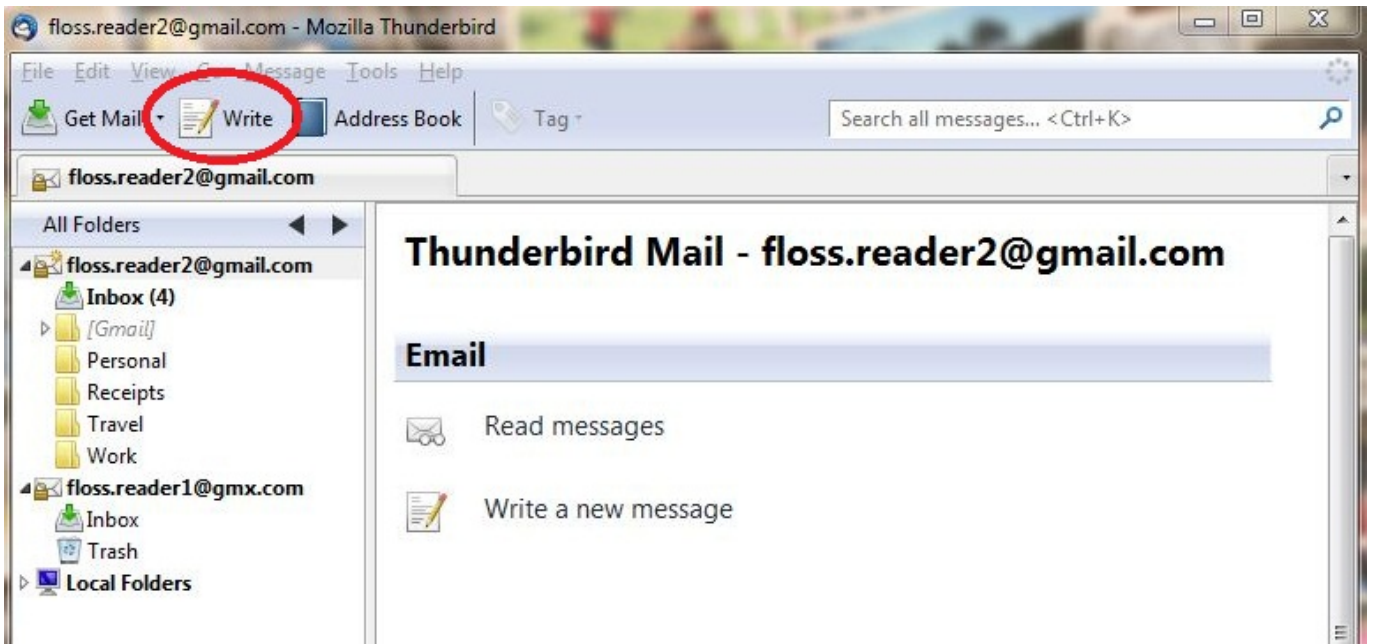 floss.reader2@gmail.com - Mozilla Thunderbird
File Edit View Go Message Tools Help
Get Mail Write Address Book Tag Search all messages... <Ctrl+K>
floss.reader2@gmail.com
All Folders
floss.reader2@gmail.com
Inbox (4)
[Gmail]
Personal
Receipts
Travel
Work
floss.reader1@gmx.com
Inbox
Trash
Local Folders
Thunderbird Mail - floss.reader2@gmail.com
Email
Read messages
Write a new message